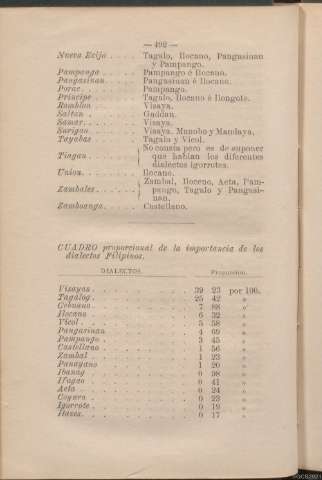 — 492 —
Nueva Ecija . . . . . Tagalo, Ilocano, Pangasinan
y Pampango.
Pampanga . . . . . Pampango é Ilocano.
Pangasinan. . . . . Pangasinan é Ilocano.
Porac. . . . . . . Pampango.
Príncipe . . . . . . Tagalo, Ilocano é Ilongote.
Romblon . . . . . . Visaya.
Saltan . . . . . . Gaddan.
Samar. . . . . . . Visaya.
Surigao . . . . . . Visaya, Manobo y Mandaya.
Tayabas . . . . . . Tagalo y Vicol.
Tiagan . . . . . . No consta pero es de suponer
que hablan los diferentes
dialectos igorrotes.
Union. . . . . . . Ilocano.
Zambales. . . . . . Zambal, Ilocano, Aeta, Pam-
pango, Tagalo y Pangasi-
nan.
Zamboanga. . . . . Castellano.
CUADRO proporcional de la importancia de los
dialectos Filipinos.
DIALECTOS. Proporcion.
Visayas . . . . . . . 39 23 por 100.
Tagalog . . . . . . . 25 42 »
Cebuano . . . . . . . 7 88 »
Ilocano . . . . . . . 6 32 »
Vicol . . . . . . . 5 58 »
Pangasinan . . . . . . . 4 69 »
Pampango . . . . . . . 3 45 »
Castellano . . . . . . . 1 56 »
Zambal . . . . . . . 1 23 »
Panayano . . . . . . . 1 20 »
Ibanag . . . . . . . 0 98 »
Ifugao . . . . . . . 0 41 »
Aeta . . . . . . . 0 24 »
Coyuvo . . . . . . . 0 23 »
Igorrote . . . . . . . 0 19 »
0 17 »